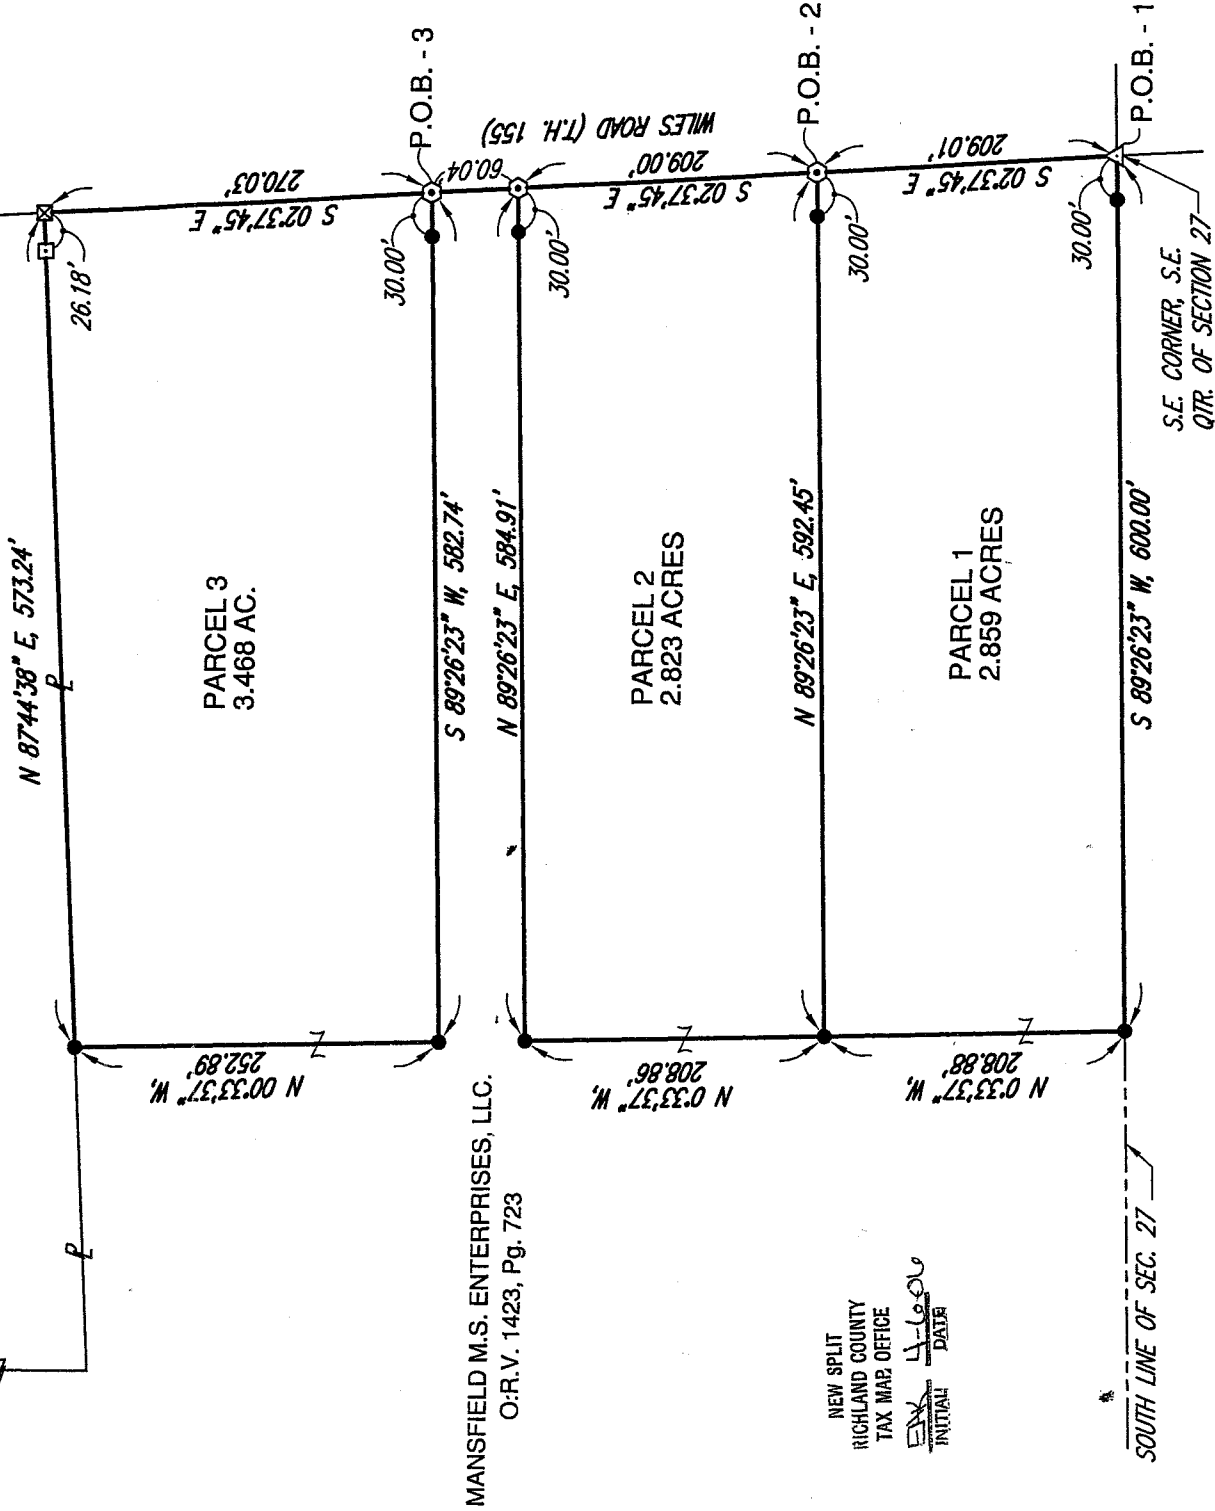 N 87°44'38" E, 573.24'
26.18'
PARCEL 3
3.468 AC.
N 00°33'37" W,
252.89'
S 02°37'45" E
270.03'
P.O.B. - 3
30.00'
S 89°26'23" W, 582.74'
60.04'
WILES ROAD (T.H. 155)
30.00'
N 89°26'23" E, 584.91'
PARCEL 2
2.823 ACRES
N 0°33'37" W,
208.86'
S 02°37'45" E
209.00'
P.O.B. - 2
30.00'
N 89°26'23" E, 592.45'
PARCEL 1
2.859 ACRES
N 0°33'37" W,
208.88'
S 02°37'45" E
209.01'
P.O.B. - 1
30.00'
S 89°26'23" W, 600.00'
S.E. CORNER, S.E.
QTR. OF SECTION 27
MANSFIELD M.S. ENTERPRISES, LLC.
O.R.V. 1423, Pg. 723
NEW SPLIT
RICHLAND COUNTY
TAX MAP OFFICE
4-6-06
INITIAL DATE
SOUTH LINE OF SEC. 27